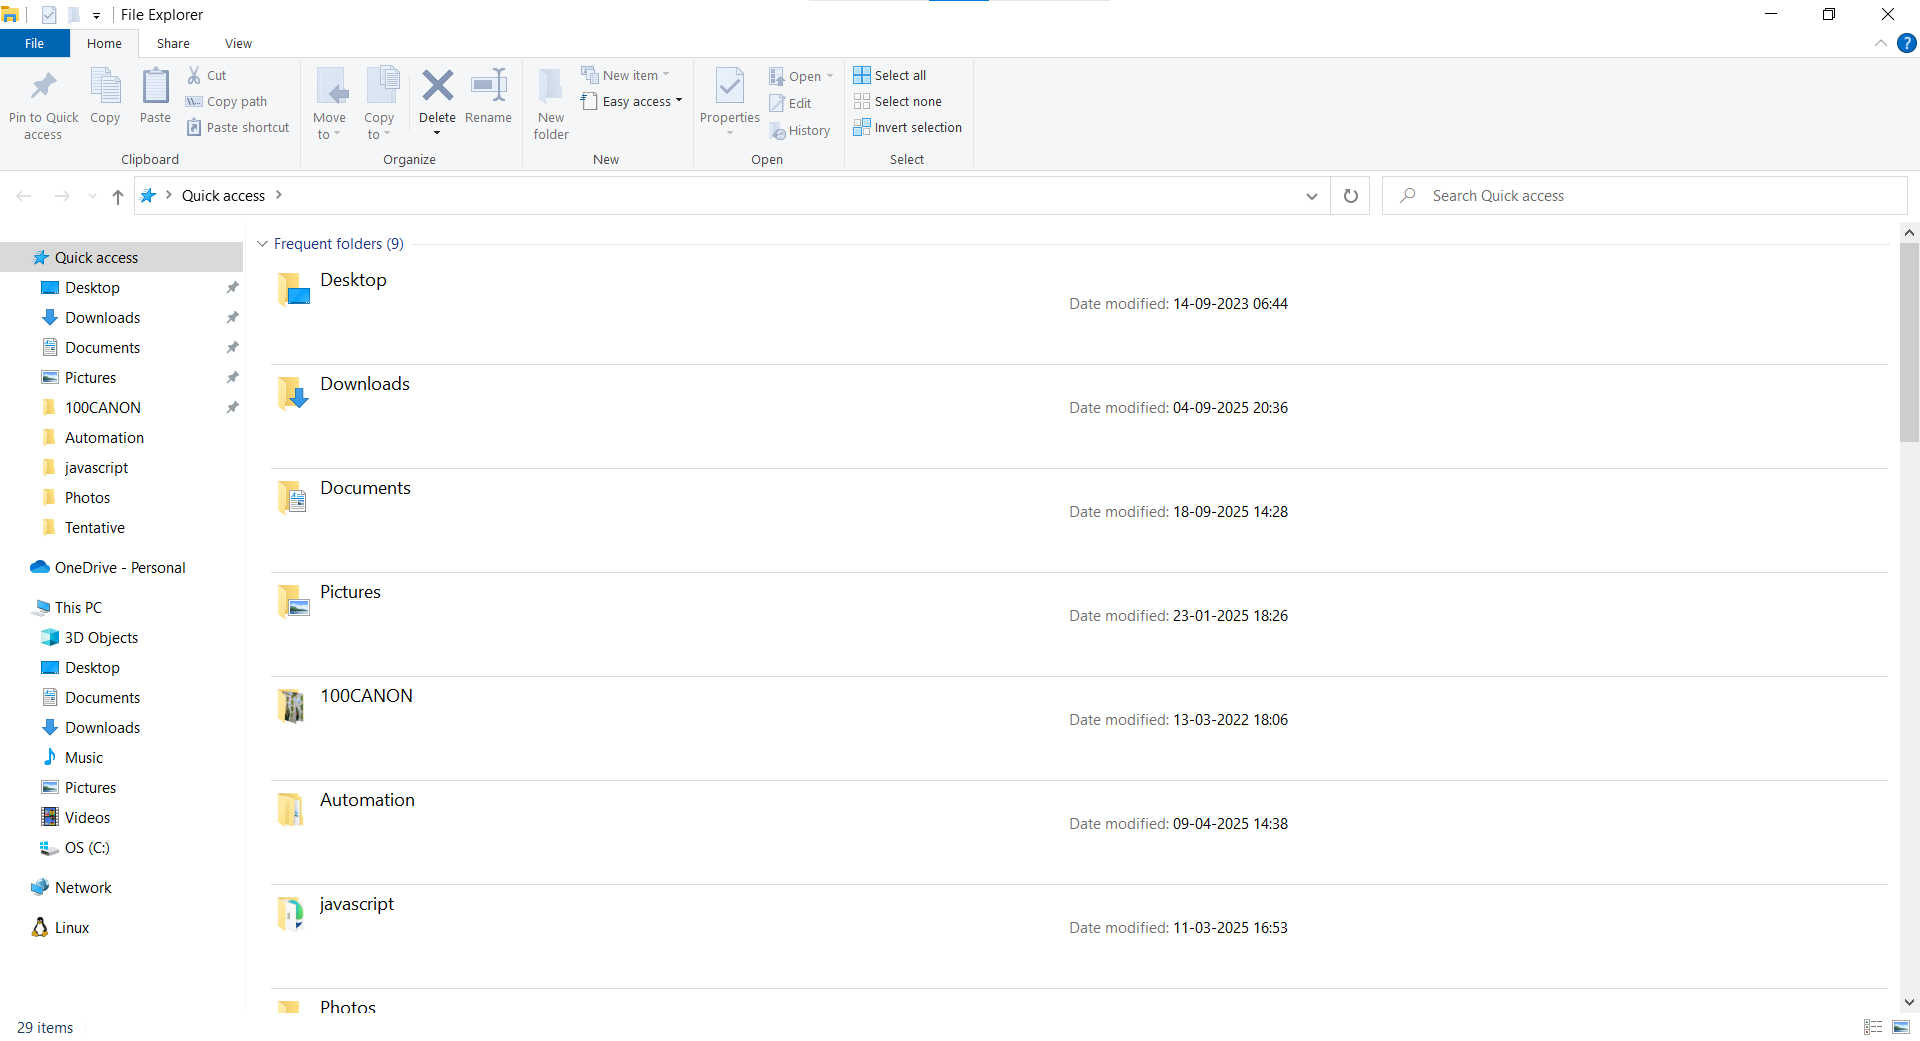 File Explorer
File
Home
Share
View
?
Pin to Quick
access
Copy
Paste
Cut
Copy path
Paste shortcut
Clipboard
Move
to
Copy
to
Delete
Rename
Organize
New
folder
New item
Easy access
New
Properties
Open
Edit
History
Open
Select all
Select none
Invert selection
Select
Quick access
Search Quick access
Quick access
Desktop
Downloads
Documents
Pictures
100CANON
Automation
javascript
Photos
Tentative
OneDrive - Personal
This PC
3D Objects
Desktop
Documents
Downloads
Music
Pictures
Videos
OS (C:)
Network
Linux
Frequent folders (9)
Desktop
Date modified: 14-09-2023 06:44
Downloads
Date modified: 04-09-2025 20:36
Documents
Date modified: 18-09-2025 14:28
Pictures
Date modified: 23-01-2025 18:26
100CANON
Date modified: 13-03-2022 18:06
Automation
Date modified: 09-04-2025 14:38
javascript
Date modified: 11-03-2025 16:53
Photos
29 items